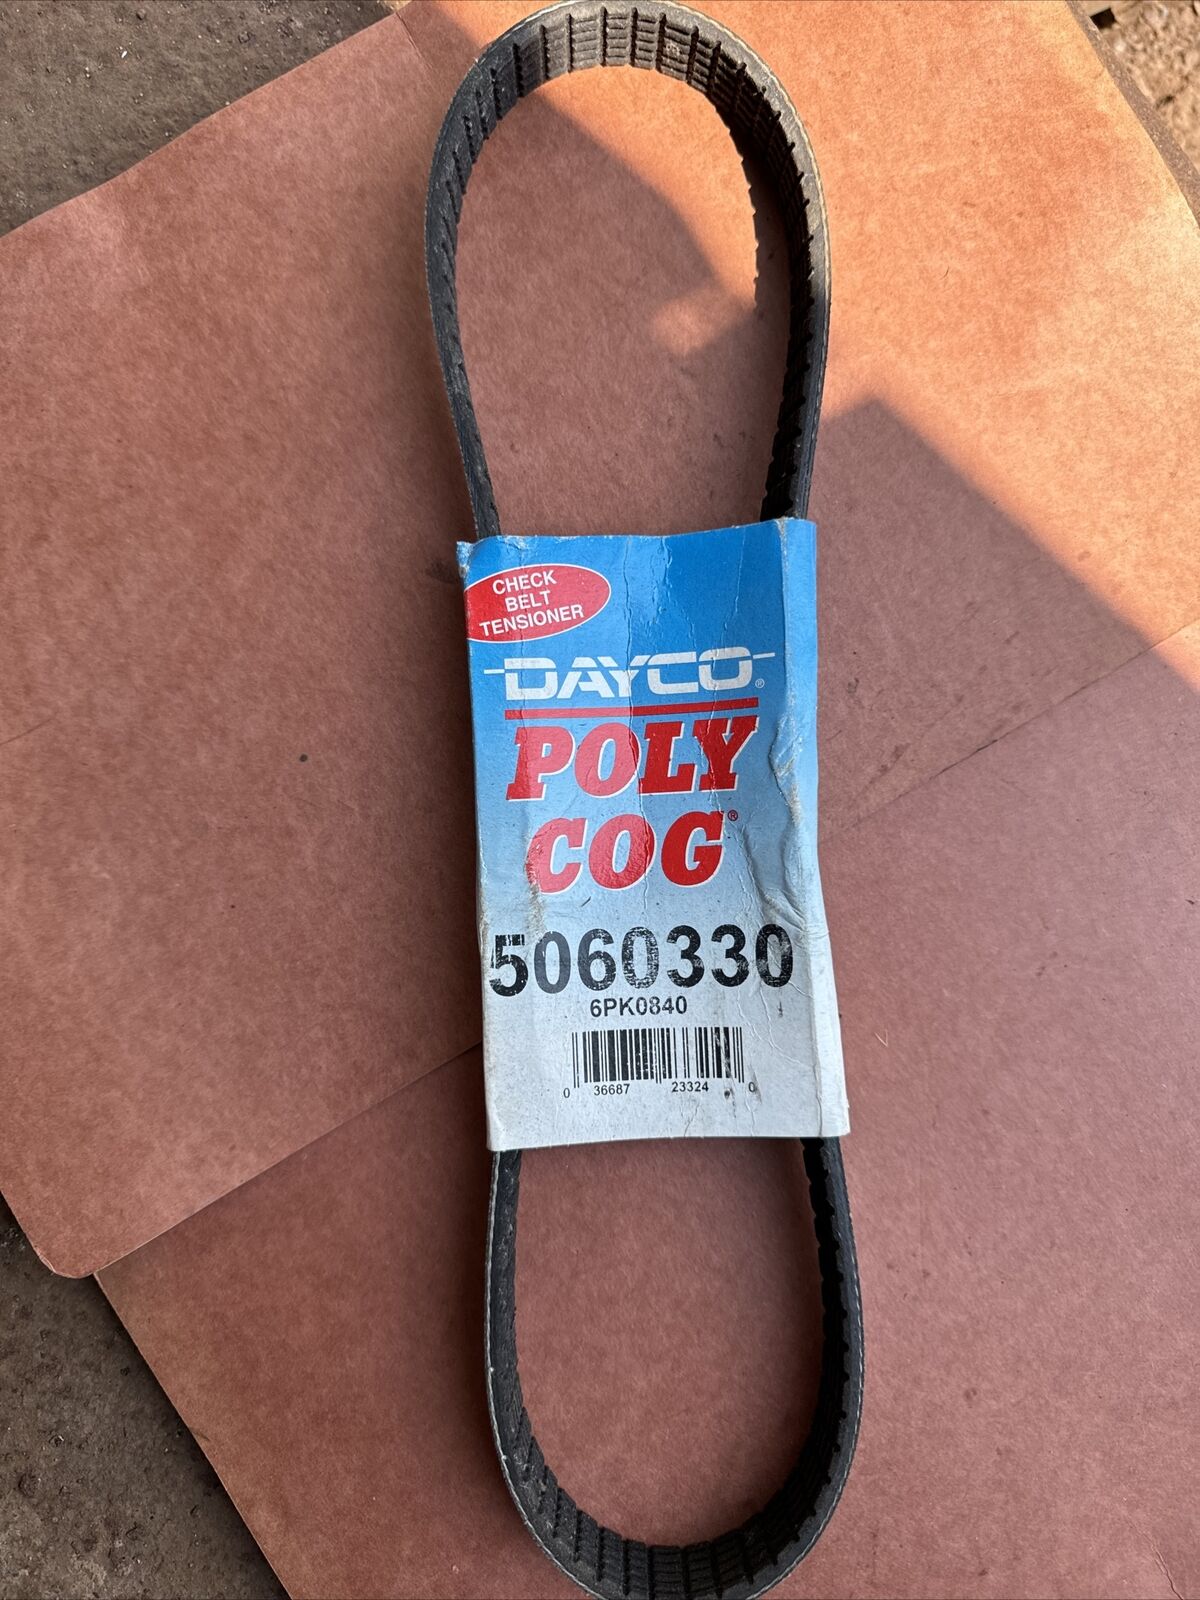 CHECK
BELT
TENSIONER
DAYCO®
POLY
COG®
5060330
6PK0840
0 36687 23324 0